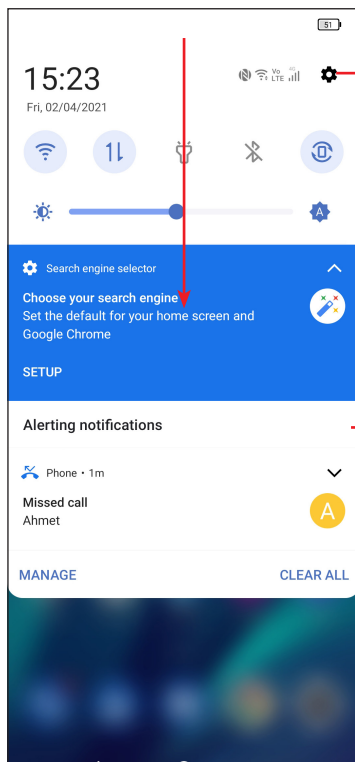 51
15:23
Vo LTE 4G
Fri, 02/04/2021
A
Search engine selector
Choose your search engine
Set the default for your home screen and
Google Chrome
SETUP
Alerting notifications
Phone • 1m
Missed call
Ahmet
A
MANAGE
CLEAR ALL